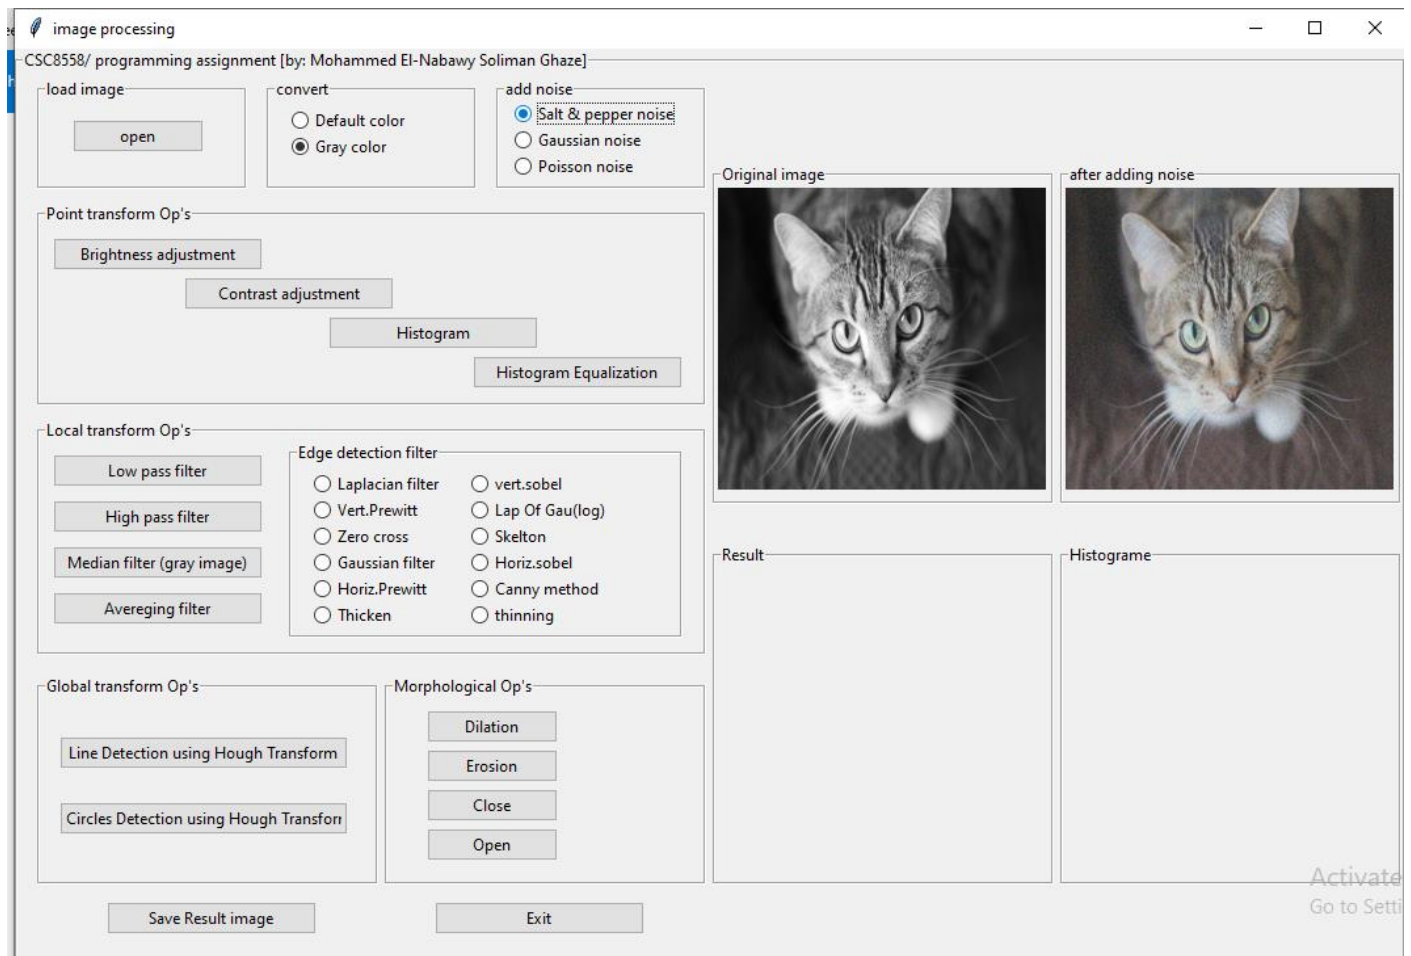 image processing
CSC8558/ programming assignment [by: Mohammed El-Nabawy Soliman Ghaze]
load image
open
convert
Default color
Gray color
add noise
Salt & pepper noise
Gaussian noise
Poisson noise
Point transform Op's
Brightness adjustment
Contrast adjustment
Histogram
Histogram Equalization
Local transform Op's
Low pass filter
High pass filter
Median filter (gray image)
Avereging filter
Edge detection filter
Laplacian filter
Vert.Prewitt
Zero cross
Gaussian filter
Horiz.Prewitt
Thicken
vert.sobel
Lap Of Gau(log)
Skelton
Horiz.sobel
Canny method
thinning
Global transform Op's
Line Detection using Hough Transform
Circles Detection using Hough Transforr
Morphological Op's
Dilation
Erosion
Close
Open
Save Result image
Exit
Original image
after adding noise
Result
Histograme
Activate
Go to Setti